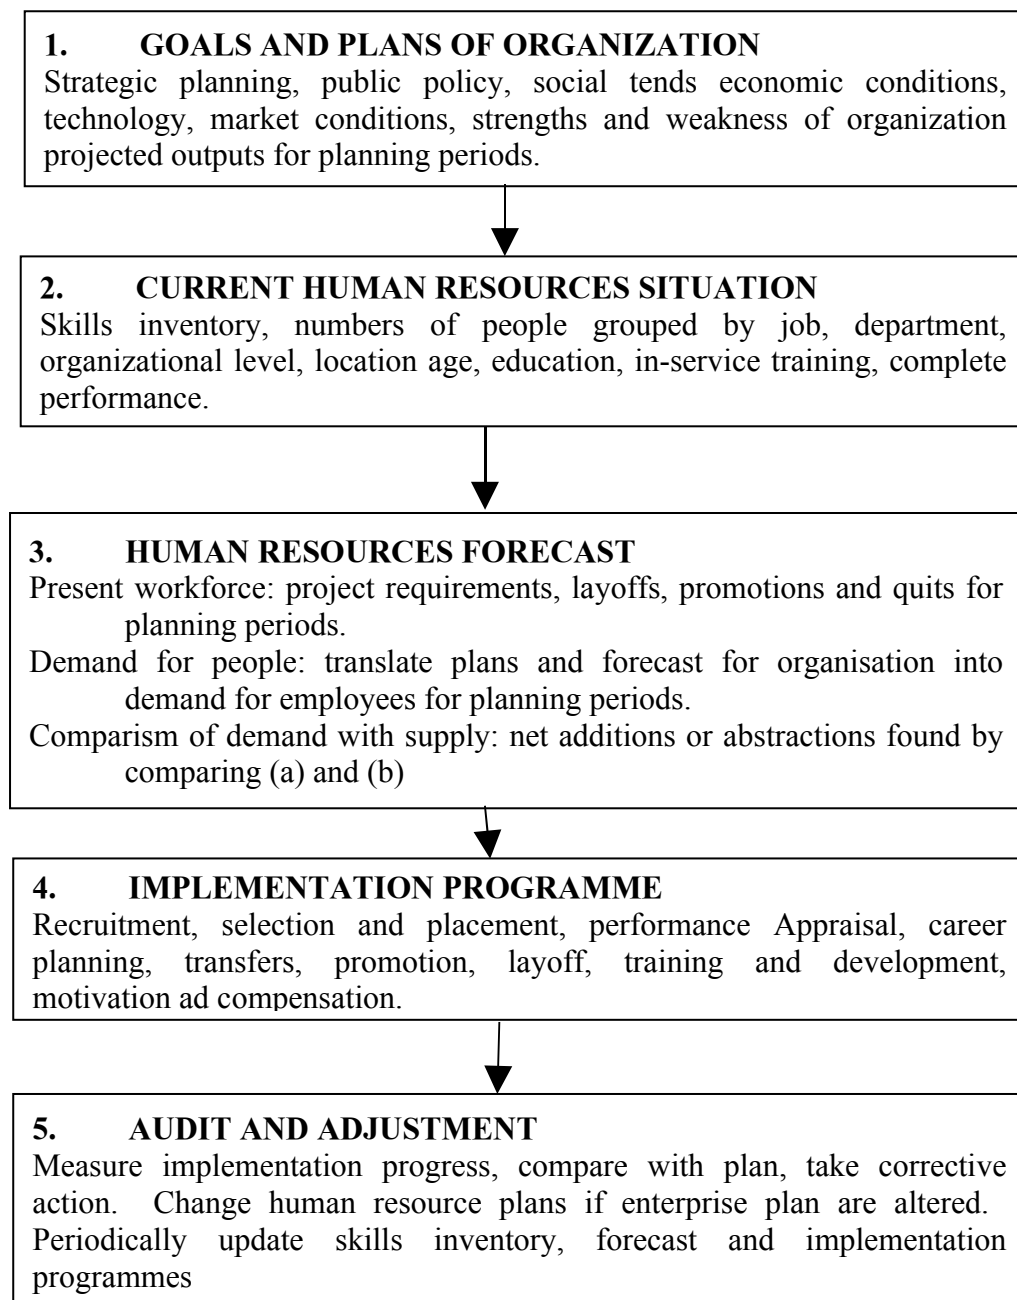 1. GOALS AND PLANS OF ORGANIZATION
Strategic planning, public policy, social tends economic conditions,
technology, market conditions, strengths and weakness of organization
projected outputs for planning periods.
2. CURRENT HUMAN RESOURCES SITUATION
Skills inventory, numbers of people grouped by job, department,
organizational level, location age, education, in-service training, complete
performance.
3. HUMAN RESOURCES FORECAST
Present workforce: project requirements, layoffs, promotions and quits for
planning periods.
Demand for people: translate plans and forecast for organisation into
demand for employees for planning periods.
Comparism of demand with supply: net additions or abstractions found by
comparing (a) and (b)
4. IMPLEMENTATION PROGRAMME
Recruitment, selection and placement, performance Appraisal, career
planning, transfers, promotion, layoff, training and development,
motivation ad compensation.
5. AUDIT AND ADJUSTMENT
Measure implementation progress, compare with plan, take corrective
action. Change human resource plans if enterprise plan are altered.
Periodically update skills inventory, forecast and implementation
programmes